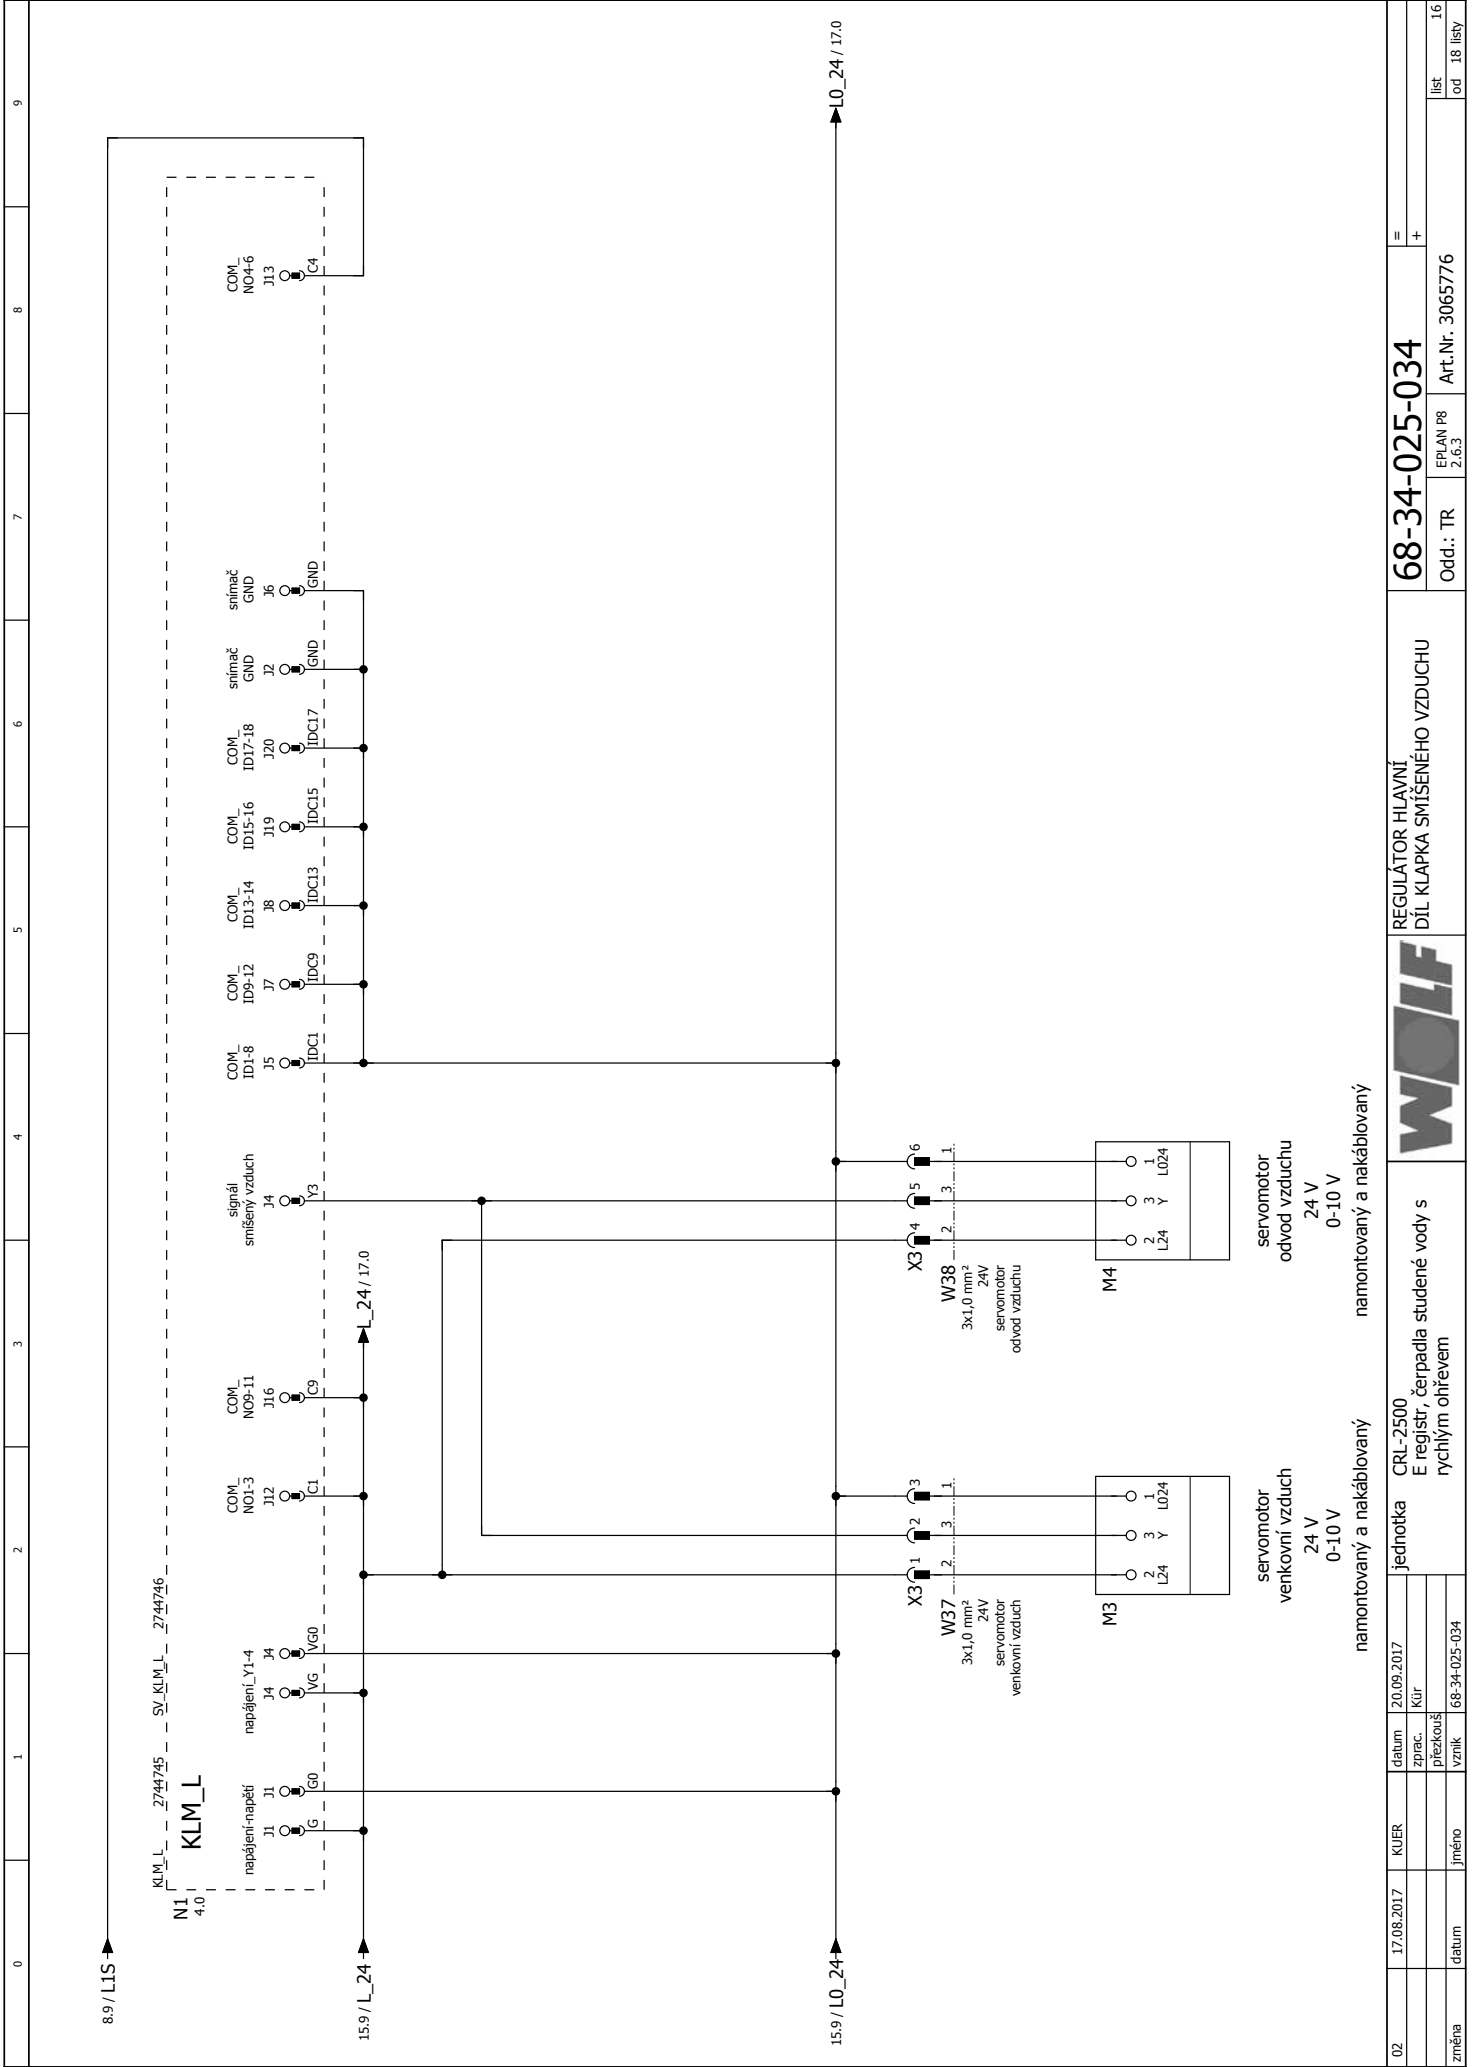 0
1
2
3
4
5
6
7
8
9
8.9 / L1S
KLM_L
2744745
SV_KLM_L
2744746
N1
4.0
KLM_L
napájení-napětí
J1
G
J1
G0
napájení_Y1-4
J4
VG
J4
VG0
COM_
NO1-3
J12
C1
COM_
NO9-11
J16
C9
signál
smíšený vzduch
J4
Y3
COM_
ID1-8
J5
IDC1
COM_
ID9-12
J7
IDC9
COM_
ID13-14
J8
IDC13
COM_
ID15-16
J19
IDC15
COM_
ID17-18
J20
IDC17
snímač
GND
J2
GND
snímač
GND
J6
GND
COM_
NO4-6
J13
C4
15.9 / L_24
L_24 / 17.0
15.9 / L0_24
L0_24 / 17.0
X3
1
2
3
W37
2
3
1
3x1,0 mm²
24V
servomotor
venkovní vzduch
M3
2
3
1
L24
Y
L024
servomotor
venkovní vzduch
24 V
0-10 V
namontovaný a nakáblovaný
X3
4
5
6
W38
2
3
1
3x1,0 mm²
24V
servomotor
odvod vzduchu
M4
2
3
1
L24
Y
L024
servomotor
odvod vzduchu
24 V
0-10 V
namontovaný a nakáblovaný
02
17.08.2017
KUER
datum
20.09.2017
zprac.
Kür
přezkouš.
změna
datum
jméno
vznik
68-34-025-034
jednotka
CRL-2500
E registr, čerpadla studené vody s
rychlým ohřevem
WOLF
REGULÁTOR HLAVNÍ
DÍL KLAPKA SMÍŠENÉHO VZDUCHU
68-34-025-034
=
+
Odd.: TR
EPLAN P8
2.6.3
Art.Nr. 3065776
list
16
od
18 listy